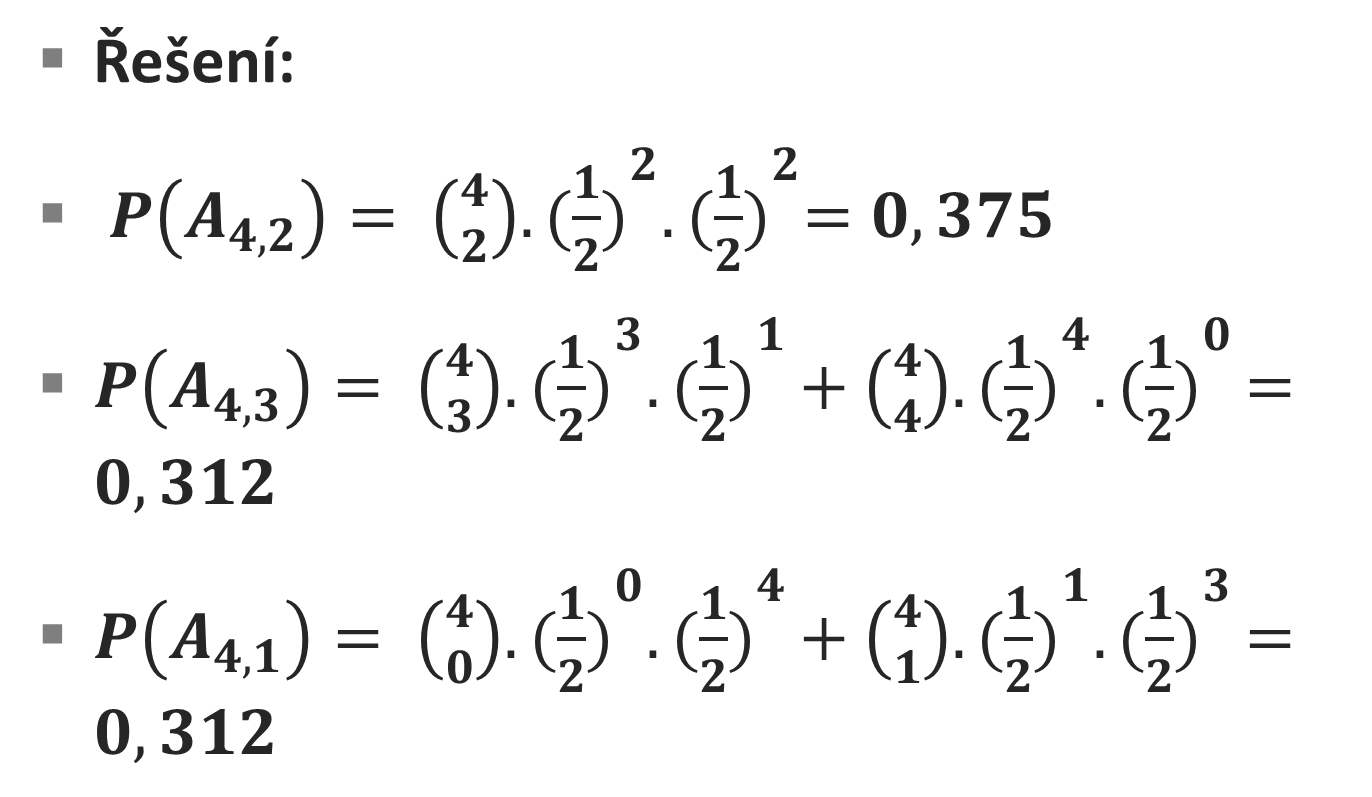 ▪ Řešení:
▪ P(A₄,₂) = (4 2) . (1/2)² . (1/2)² = 0,375
▪ P(A₄,₃) = (4 3) . (1/2)³ . (1/2)¹ + (4 4) . (1/2)⁴ . (1/2)⁰ =
0,312
▪ P(A₄,₁) = (4 0) . (1/2)⁰ . (1/2)⁴ + (4 1) . (1/2)¹ . (1/2)³ =
0,312